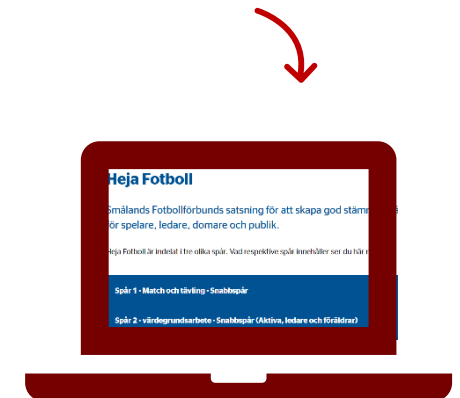 Heja Fotboll
Smålands Fotbollförbunds satsning för att skapa god stämn
för spelare, ledare, domare och publik.
Heja Fotboll är indelat i tre olika spår. Vad respektive spår innehåller ser du här
Spår 1 - Match och tävling - Snabbspår
Spår 2 - värdegrundsarbete - Snabbspår (Aktiva, ledare och föräldrar)